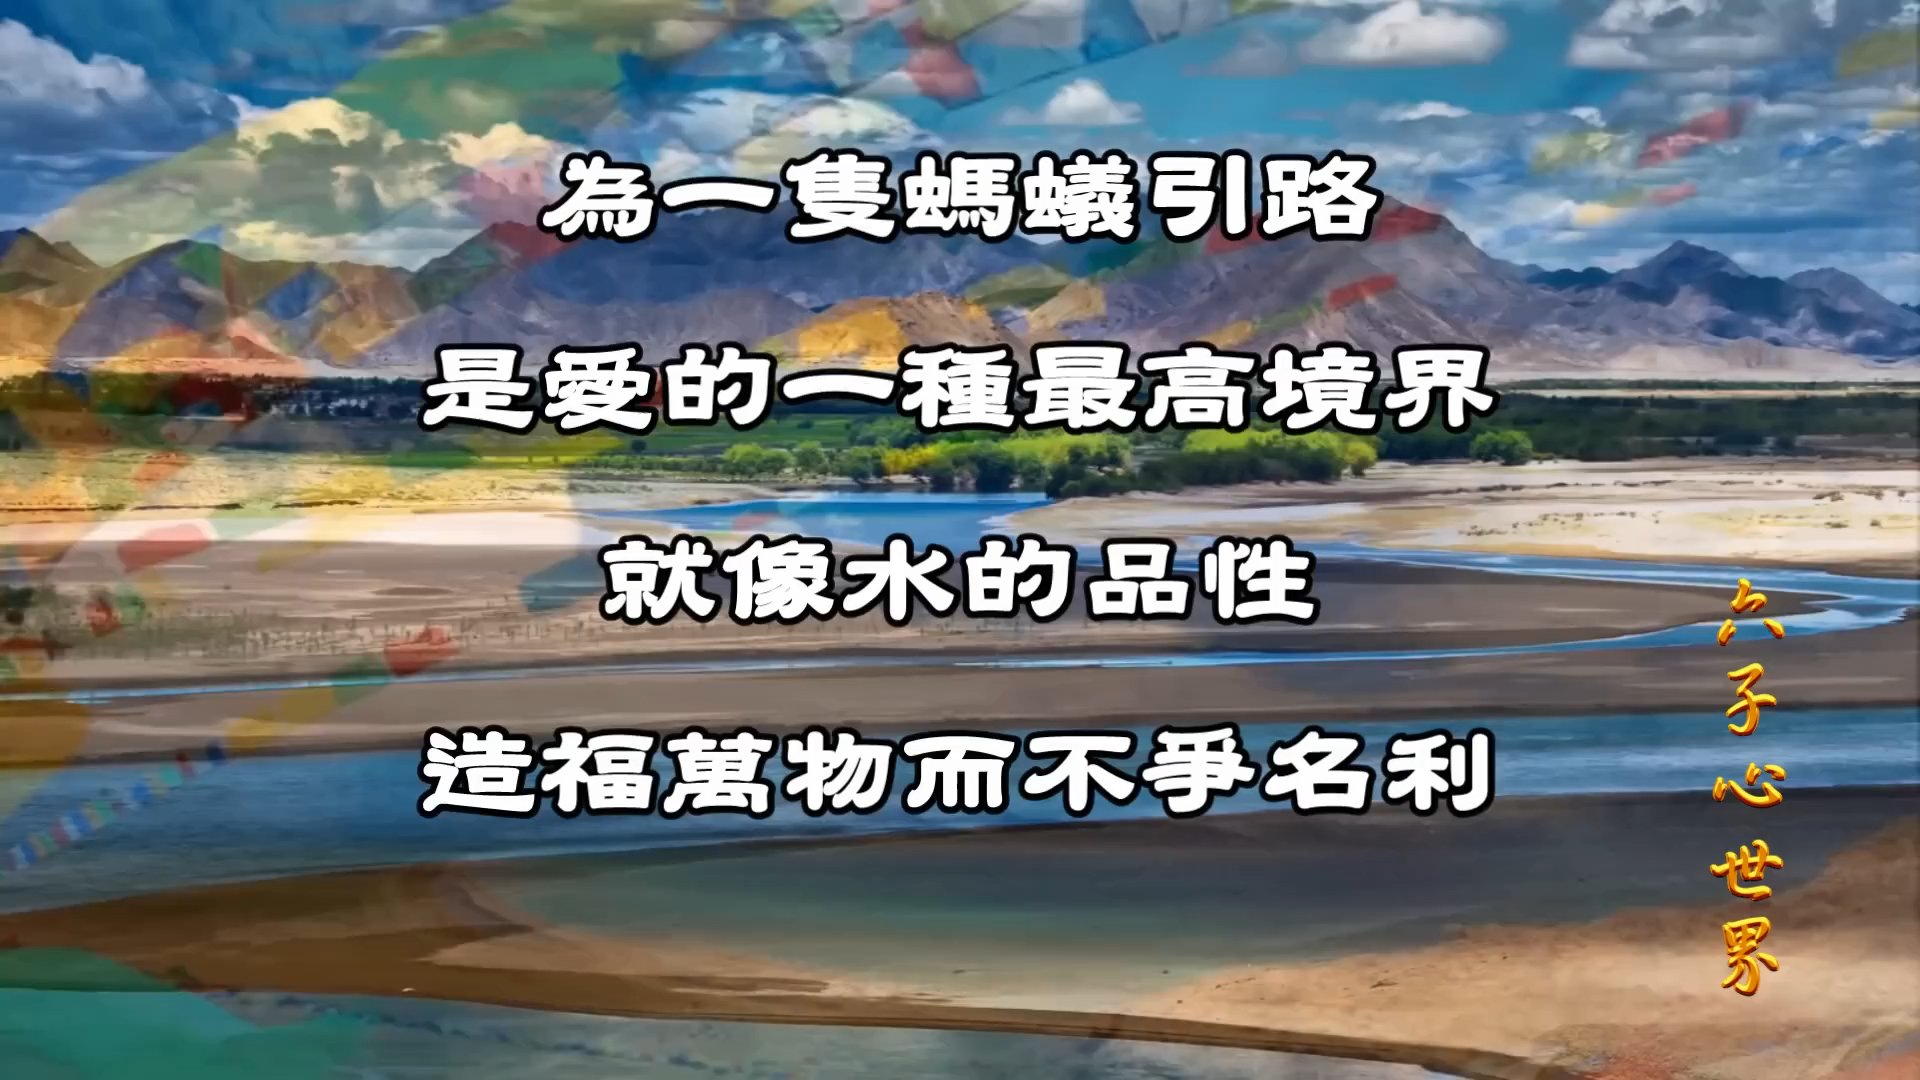 為一隻螞蟻引路
是愛的一種最高境界
就像水的品性
造福萬物而不爭名利
六子心世界